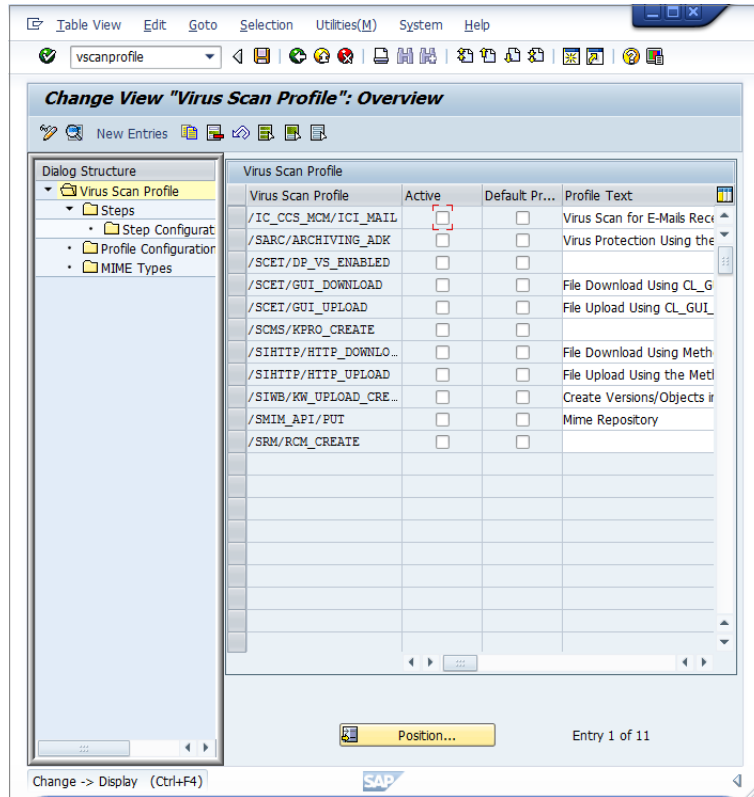 Table View Edit Goto Selection Utilities(M) System Help
vscanprofile
Change View "Virus Scan Profile": Overview
New Entries
Dialog Structure
Virus Scan Profile
Steps
Step Configurat
Profile Configuration
MIME Types
Virus Scan Profile
Virus Scan Profile Active Default Pr... Profile Text
/IC_CCS_MCM/ICI_MAIL Virus Scan for E-Mails Rece
/SARC/ARCHIVING_ADK Virus Protection Using the
/SCET/DP_VS_ENABLED
/SCET/GUI_DOWNLOAD File Download Using CL_G
/SCET/GUI_UPLOAD File Upload Using CL_GUI_
/SCMS/KPRO_CREATE
/SIHTTP/HTTP_DOWNLO… File Download Using Meth
/SIHTTP/HTTP_UPLOAD File Upload Using the Metl
/SIWB/KW_UPLOAD_CRE… Create Versions/Objects ir
/SMIM_API/PUT Mime Repository
/SRM/RCM_CREATE
Position... Entry 1 of 11
Change -> Display (Ctrl+F4) SAP